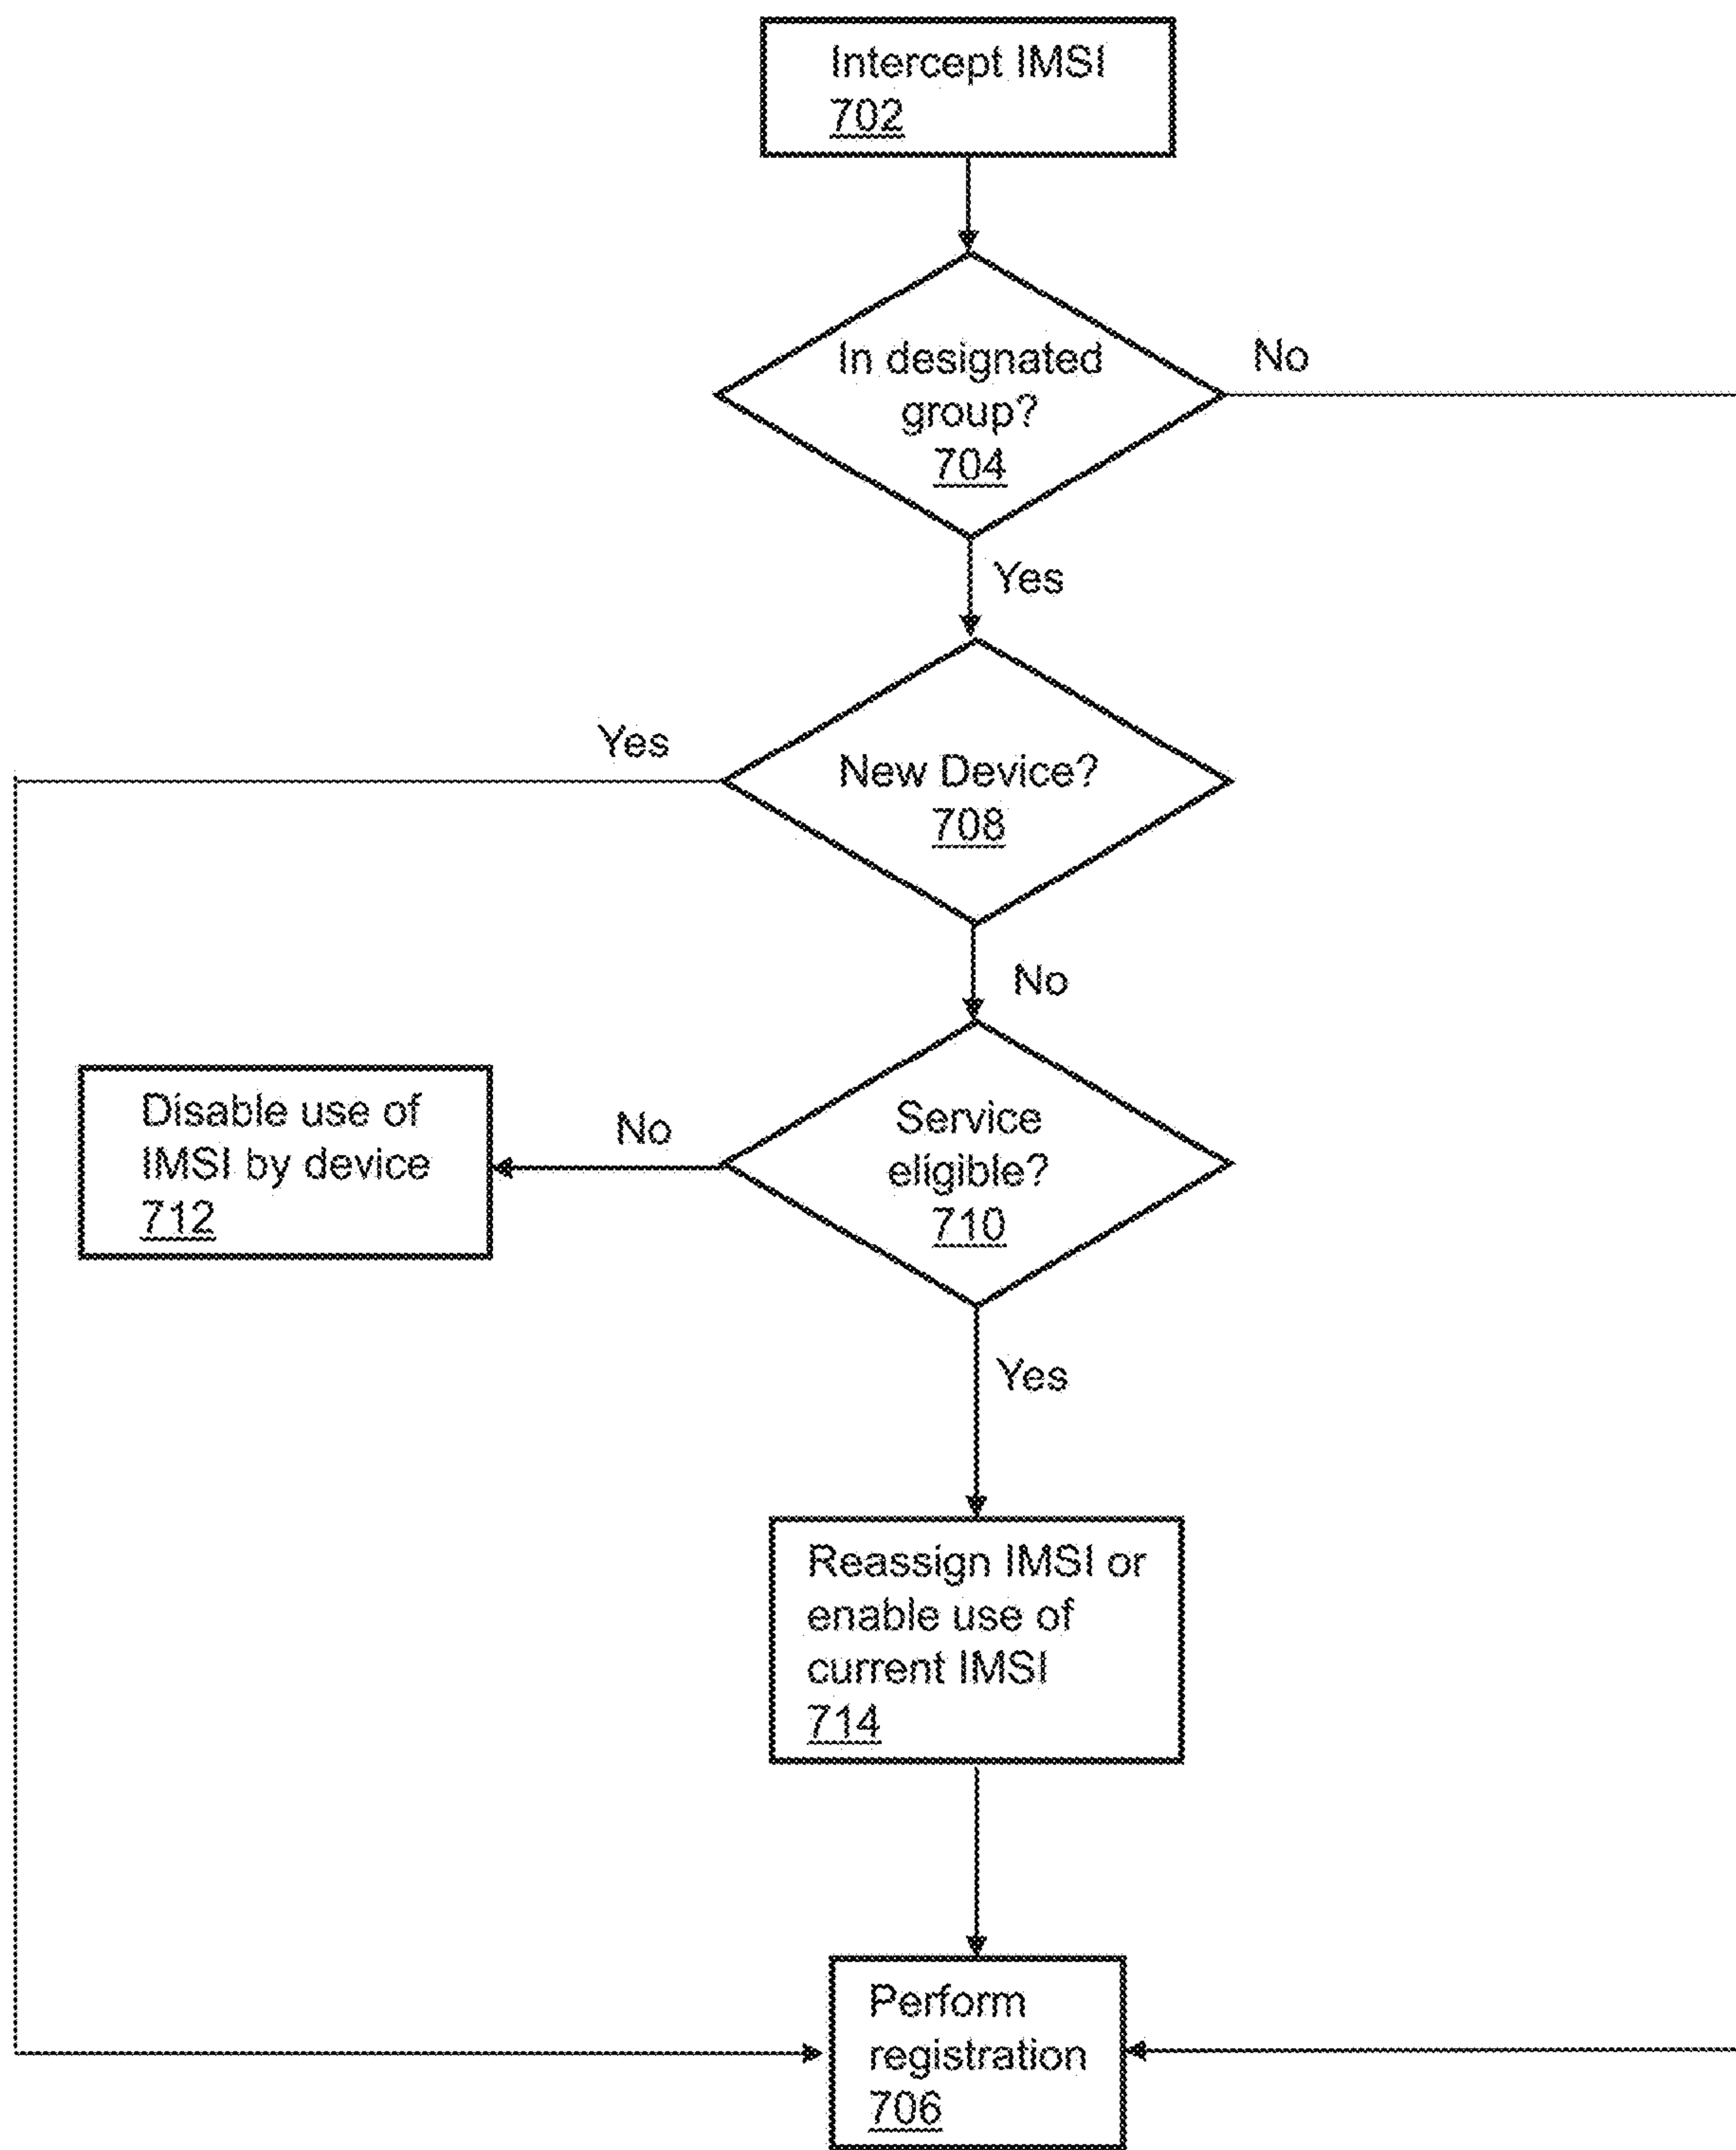 Intercept IMSI
702
In designated
group?
704
No
Yes
New Device?
708
Yes
No
Service
eligible?
710
No
Disable use of
IMSI by device
712
Yes
Reassign IMSI or
enable use of
current IMSI
714
Perform
registration
706